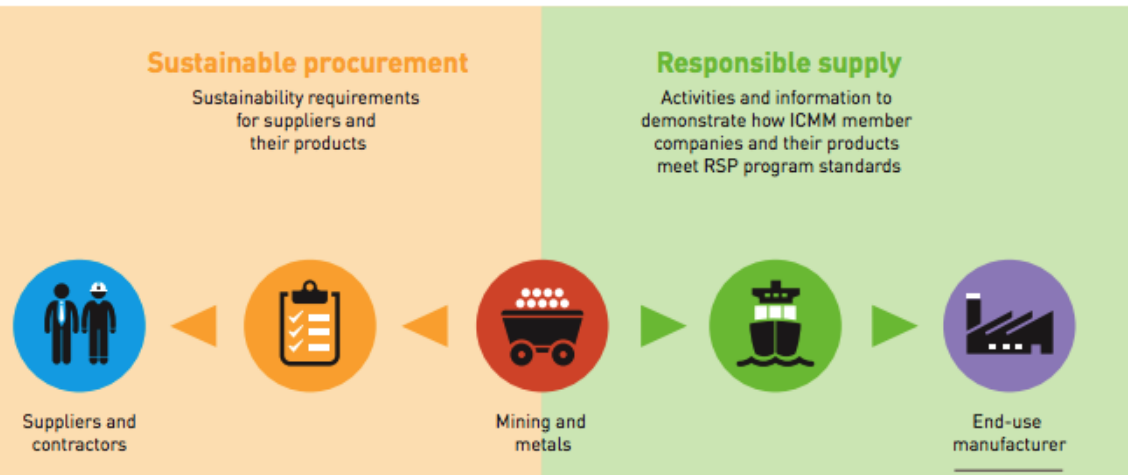 Sustainable procurement
Sustainability requirements
for suppliers and
their products
Responsible supply
Activities and information to
demonstrate how ICMM member
companies and their products
meet RSP program standards
Suppliers and
contractors
Mining and
metals
End-use
manufacturer